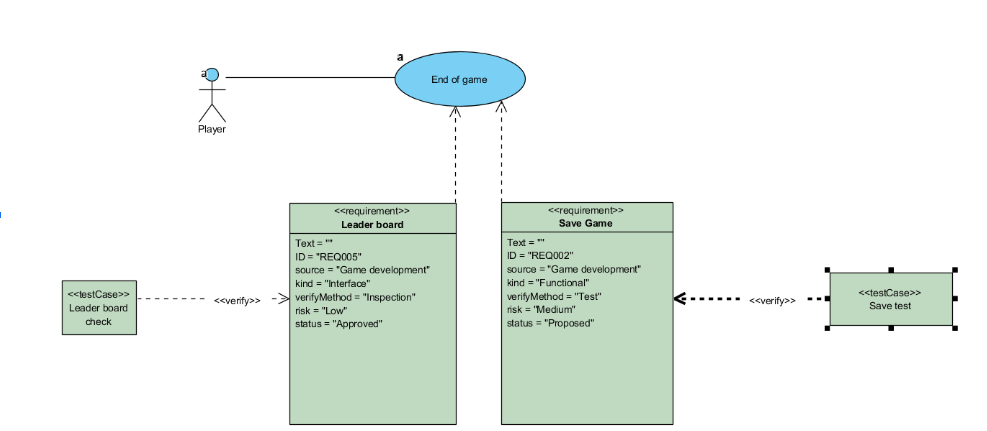 a
End of game
a
Player
<<requirement>>
Leader board
Text = ""
ID = "REQ005"
source = "Game development"
kind = "Interface"
verifyMethod = "Inspection"
risk = "Low"
status = "Approved"
<<requirement>>
Save Game
Text = ""
ID = "REQ002"
source = "Game development"
kind = "Functional"
verifyMethod = "Test"
risk = "Medium"
status = "Proposed"
<<testCase>>
Leader board
check
<<verify>>
<<verify>>
<<testCase>>
Save test